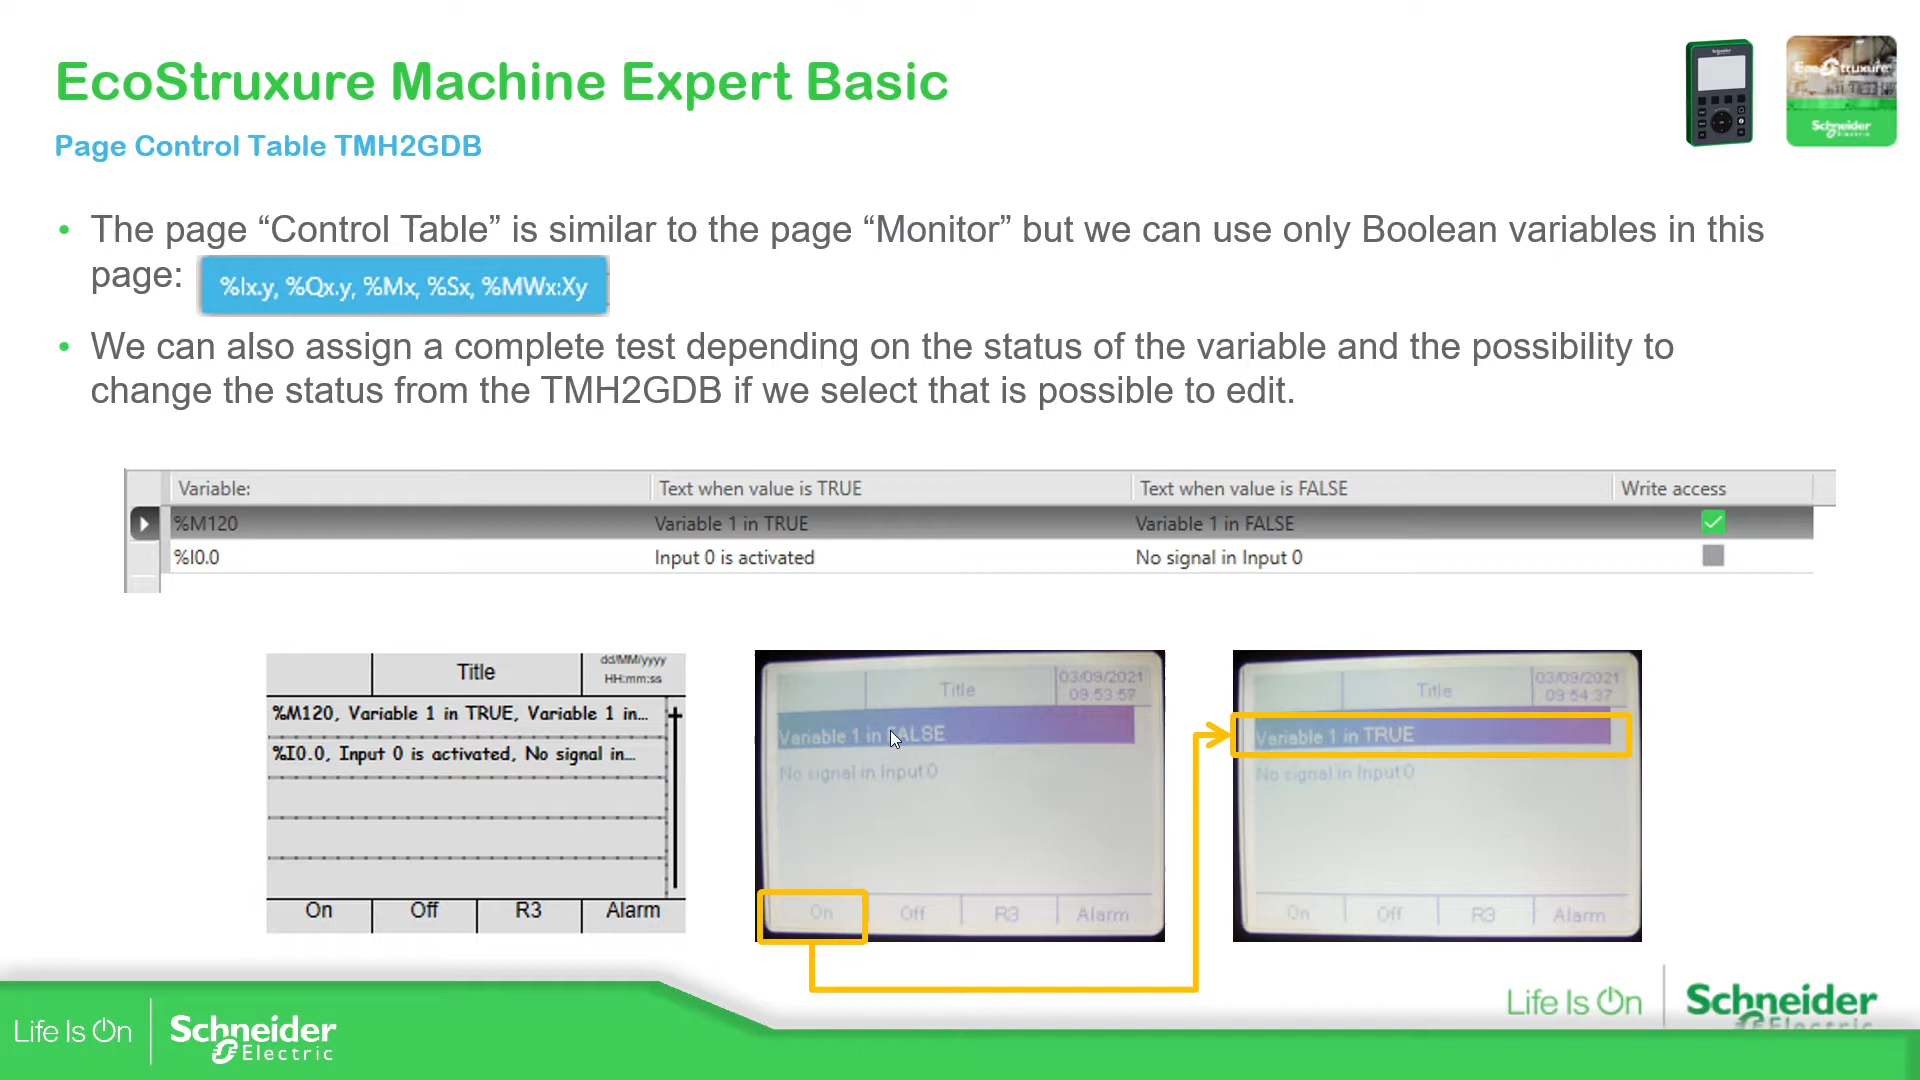 EcoStruxure Machine Expert Basic
Page Control Table TMH2GDB
Schneider
EcoStruxure
Schneider
• The page “Control Table” is similar to the page “Monitor” but we can use only Boolean variables in this
page:
%Ix.y, %Qx.y, %Mx, %Sx, %MWx:Xy
• We can also assign a complete test depending on the status of the variable and the possibility to
change the status from the TMH2GDB if we select that is possible to edit.
Variable: Text when value is TRUE Text when value is FALSE Write access
%M120 Variable 1 in TRUE Variable 1 in FALSE
%I0.0 Input 0 is activated No signal in Input 0
Title dd/MM/yyyy
HH:mm:ss
%M120, Variable 1 in TRUE, Variable 1 in...
%I0.0, Input 0 is activated, No signal in...
On Off R3 Alarm
Title 03/09/2021
09:53:57
Variable 1 in FALSE
No signal in Input 0
On Off R3 Alarm
Title 03/09/2021
09:54:37
Variable 1 in TRUE
No signal in Input 0
On Off R3 Alarm
Life Is On Schneider
Electric
Life Is On Schneider
Electric